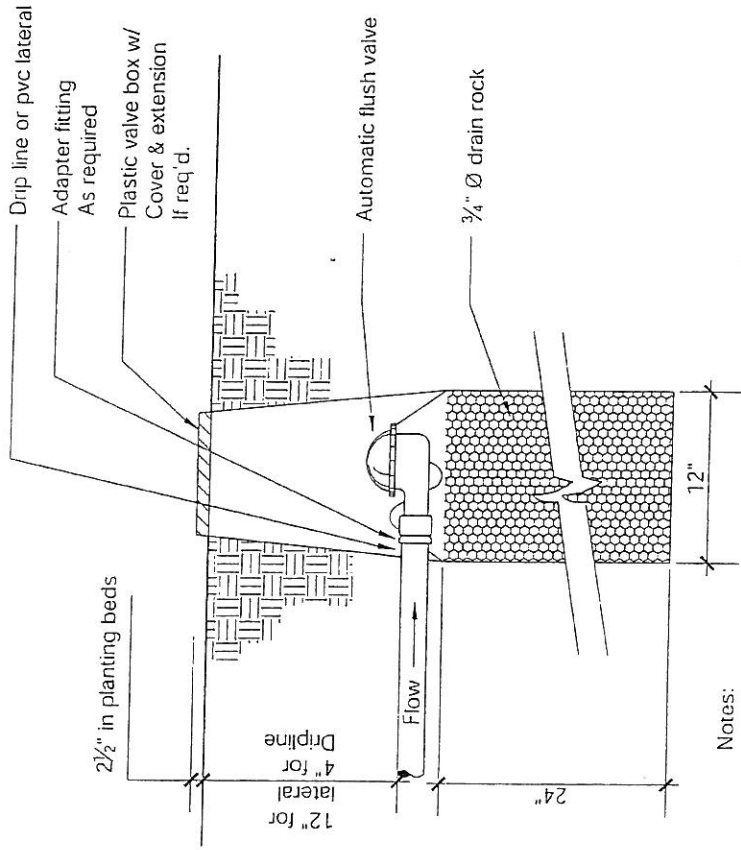 Drip line or pvc lateral
Adapter fitting
As required
Plastic valve box w/
Cover & extension
If req'd.
2½" in planting beds
12" for
lateral
4" for
Dripline
Flow
Automatic flush valve
¾" Ø drain rock
24"
12"
Notes: